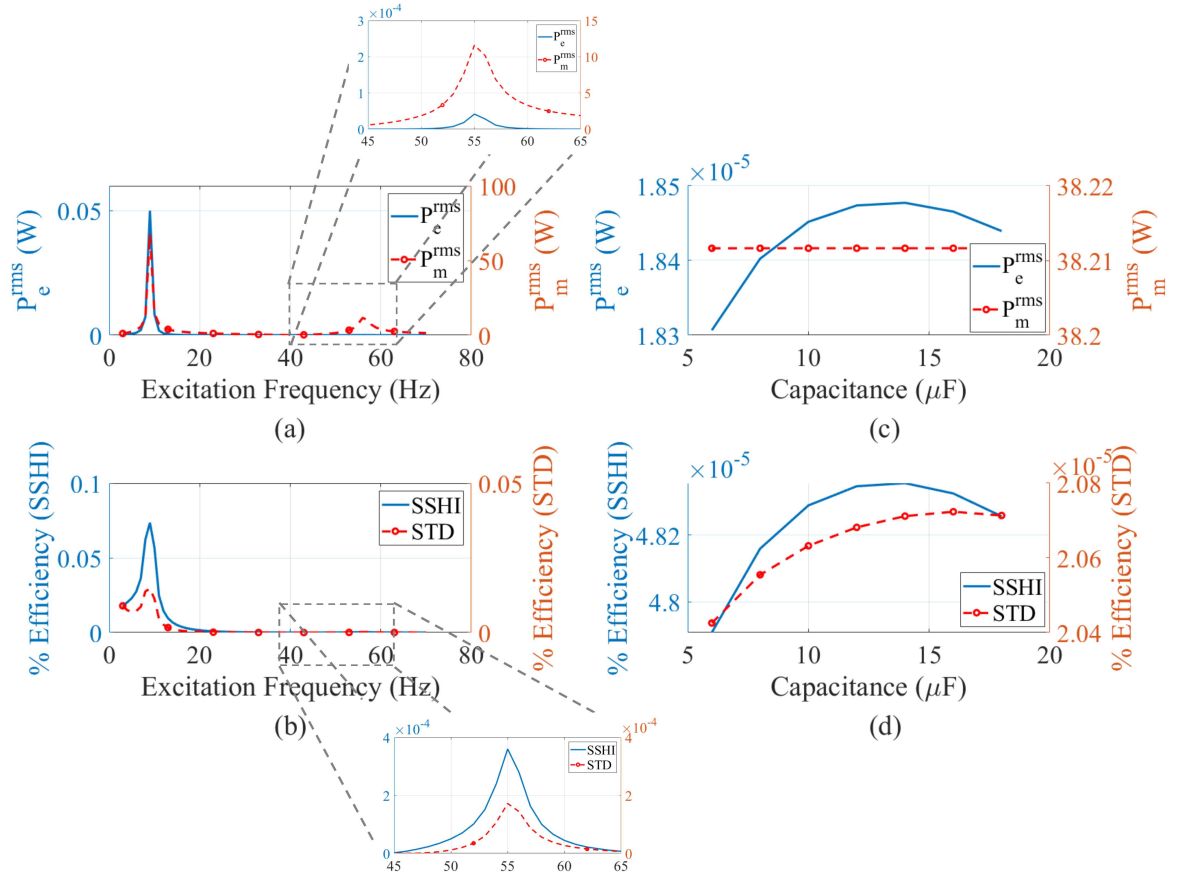 ×10⁻⁴
3
2
1
0
15
10
5
0
P_e^rms
P_m^rms
45 50 55 60 65
P_e^rms (W)
0.05
0
100
50
0
P_m^rms (W)
P_e^rms
P_m^rms
0 20 40 60 80
Excitation Frequency (Hz)
(a)
×10⁻⁵
P_e^rms (W)
1.85
1.84
1.83
38.22
38.21
38.2
P_m^rms (W)
P_e^rms
P_m^rms
5 10 15 20
Capacitance (μF)
(c)
% Efficiency (SSHI)
0.1
0.05
0
0.05
0
% Efficiency (STD)
SSHI
STD
0 20 40 60 80
Excitation Frequency (Hz)
(b)
×10⁻⁵
% Efficiency (SSHI)
4.82
4.8
×10⁻⁵
2.08
2.06
2.04
% Efficiency (STD)
SSHI
STD
5 10 15 20
Capacitance (μF)
(d)
×10⁻⁴
4
2
0
×10⁻⁴
4
2
0
SSHI
STD
45 50 55 60 65